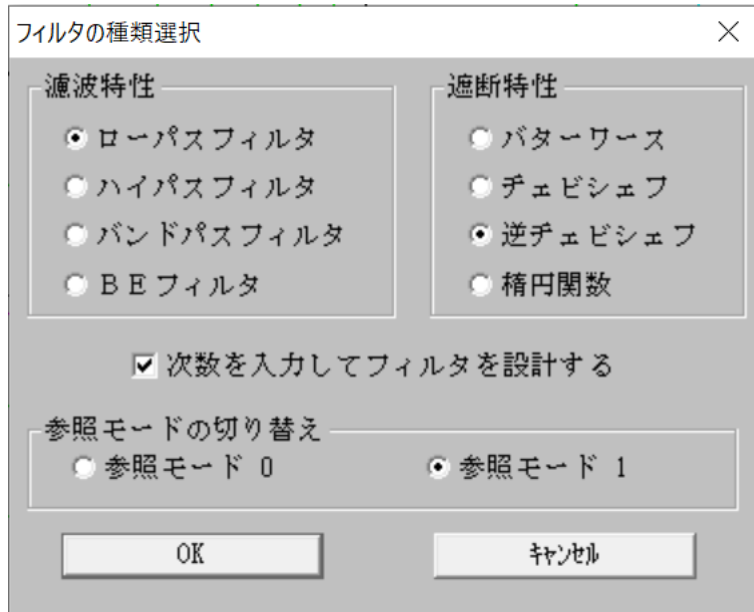 フィルタの種類選択
濾波特性
ローパスフィルタ
ハイパスフィルタ
バンドパスフィルタ
ＢＥフィルタ
遮断特性
バターワース
チェビシェフ
逆チェビシェフ
楕円関数
次数を入力してフィルタを設計する
参照モードの切り替え
参照モード 0
参照モード 1
OK
ｷｬﾝｾﾙ